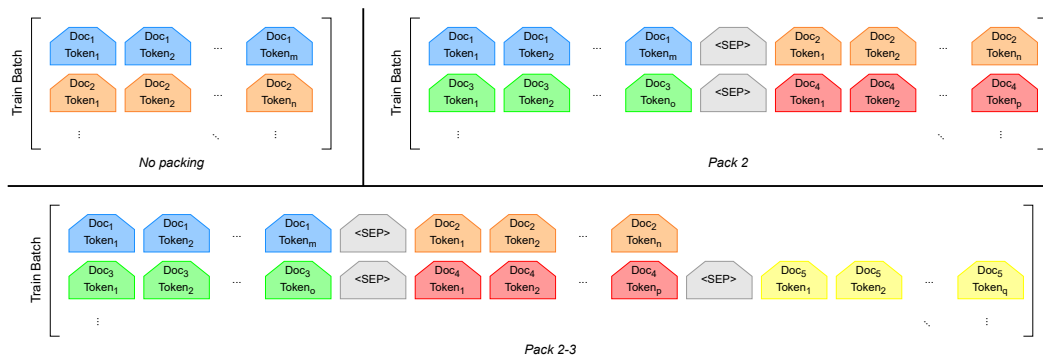 Train Batch
Doc1 Doc1 Doc1
Token1 Token2 ... Tokenm
Doc2 Doc2 Doc2
Token1 Token2 ... Tokenn
No packing
Train Batch
Doc1 Doc1 Doc1 <SEP> Doc2 Doc2 Doc2
Token1 Token2 ... Tokenm Token1 Token2 ... Tokenn
Doc3 Doc3 Doc3 <SEP> Doc4 Doc4 Doc4
Token1 Token2 ... Tokeno Token1 Token2 ... Tokenp
Pack 2
Train Batch
Doc1 Doc1 Doc1 <SEP> Doc2 Doc2 Doc2
Token1 Token2 ... Tokenm Token1 Token2 ... Tokenn
Doc3 Doc3 Doc3 <SEP> Doc4 Doc4 Doc4 <SEP> Doc5 Doc5 Doc5
Token1 Token2 ... Tokeno Token1 Token2 ... Tokenp Token1 Token2 ... Tokenq
Pack 2-3